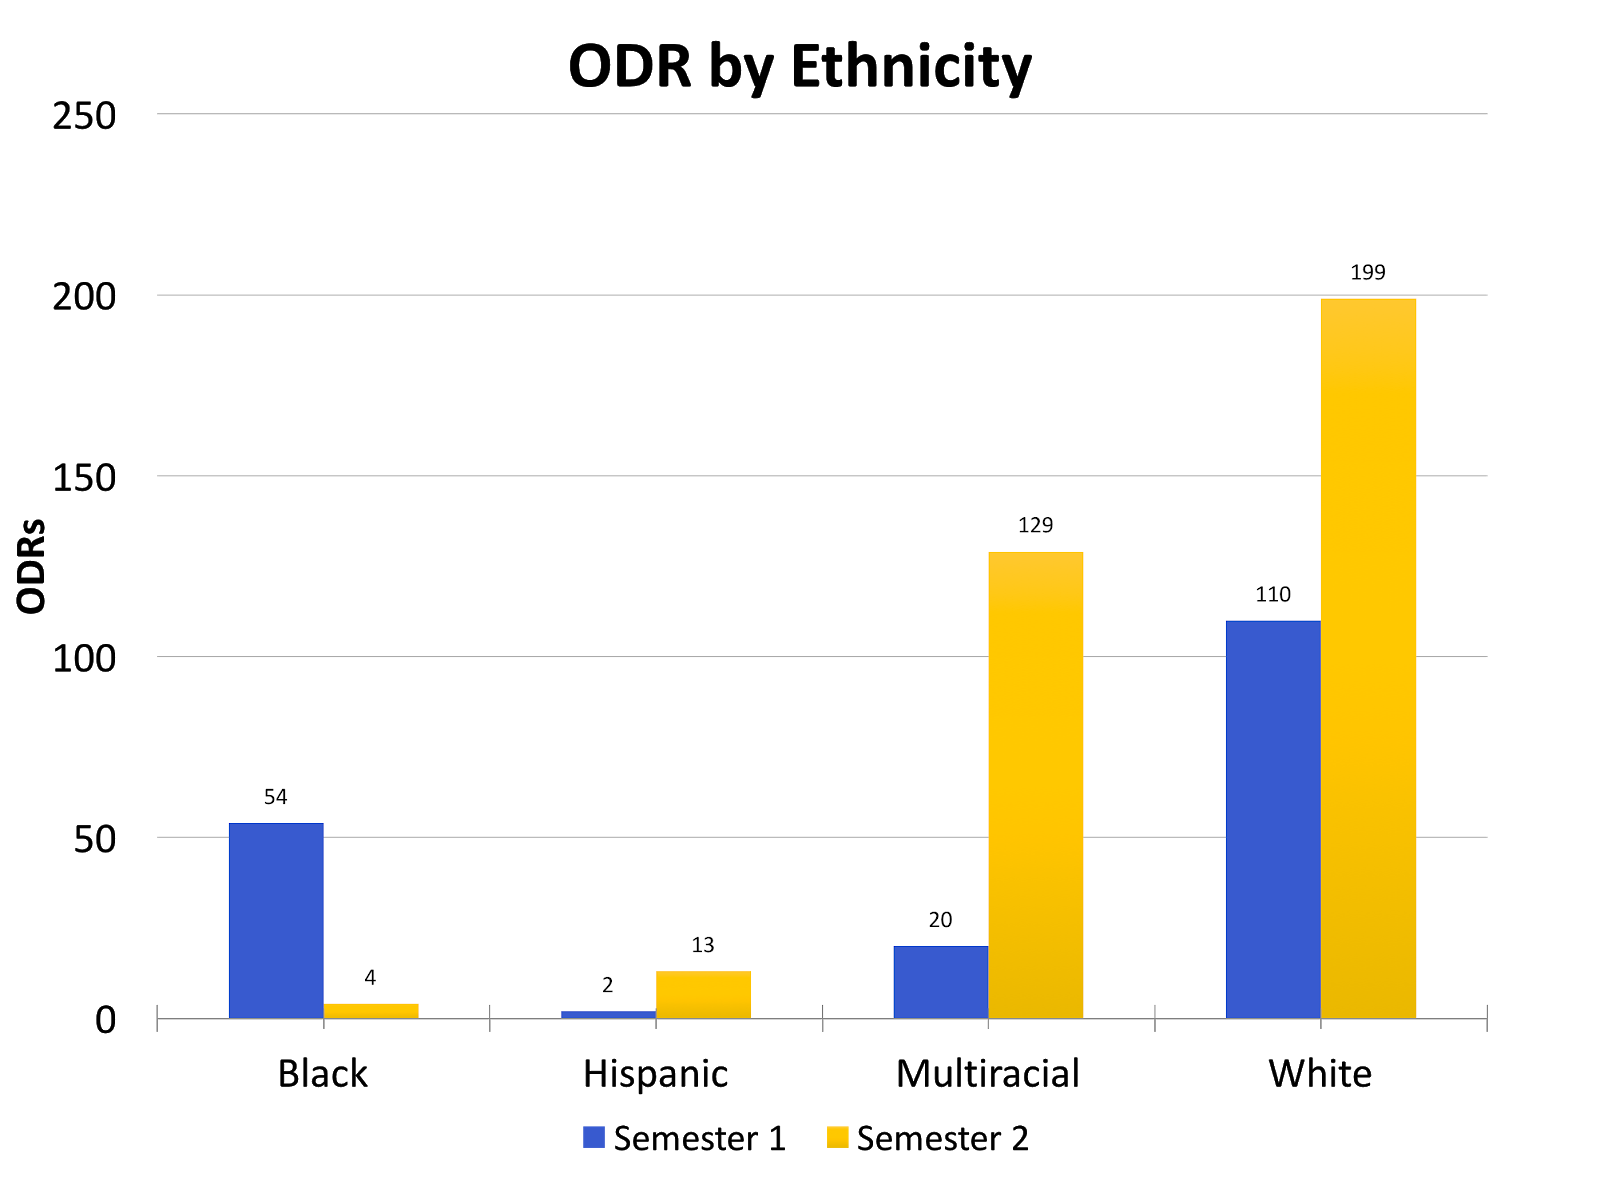 ODR by Ethnicity
250
200
150
100
50
0
ODRs
54
4
2
13
20
129
110
199
Black
Hispanic
Multiracial
White
Semester 1
Semester 2